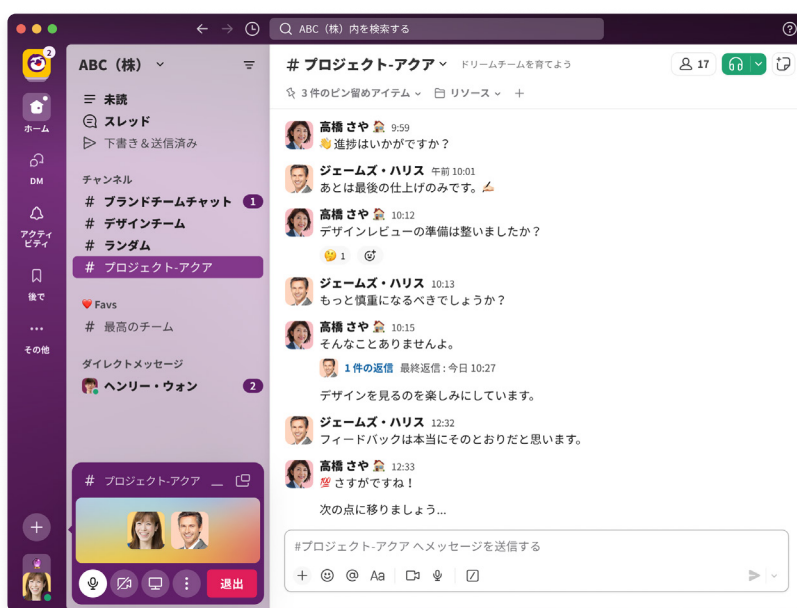 ABC（株）内を検索する
2
ホーム
DM
アクティ
ビティ
後で
その他
ABC（株）
未読
スレッド
下書き＆送信済み
チャンネル
# ブランドチームチャット 1
# デザインチーム
# ランダム
# プロジェクト-アクア
Favs
# 最高のチーム
ダイレクトメッセージ
ヘンリー・ウォン 2
# プロジェクト-アクア
退出
# プロジェクト-アクア ドリームチームを育てよう 17
3 件のピン留めアイテム リソース +
高橋 さや 9:59
👋進捗はいかがですか？
ジェームズ・ハリス 午前 10:01
あとは最後の仕上げのみです。✍
高橋 さや 10:12
デザインレビューの準備は整いましたか？
🤔 1
ジェームズ・ハリス 10:13
もっと慎重になるべきでしょうか？
高橋 さや 10:15
そんなことありませんよ。
1 件の返信 最終返信 : 今日 10:27
デザインを見るのを楽しみにしています。
ジェームズ・ハリス 12:32
フィードバックは本当にそのとおりだと思います。
高橋 さや 12:33
💯さすがですね！
次の点に移りましょう...
#プロジェクト-アクア へメッセージを送信する
+ @ Aa